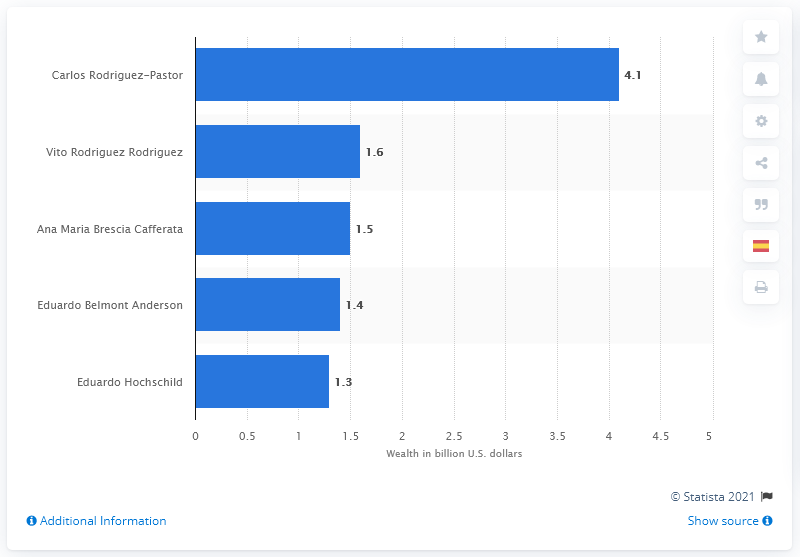 Carlos Rodriguez-Pastor 4.1
Vito Rodriguez Rodriguez 1.6
Ana Maria Brescia Cafferata 1.5
Eduardo Belmont Anderson 1.4
Eduardo Hochschild 1.3
0 0.5 1 1.5 2 2.5 3 3.5 4 4.5 5
Wealth in billion U.S. dollars
© Statista 2021
Additional Information Show source